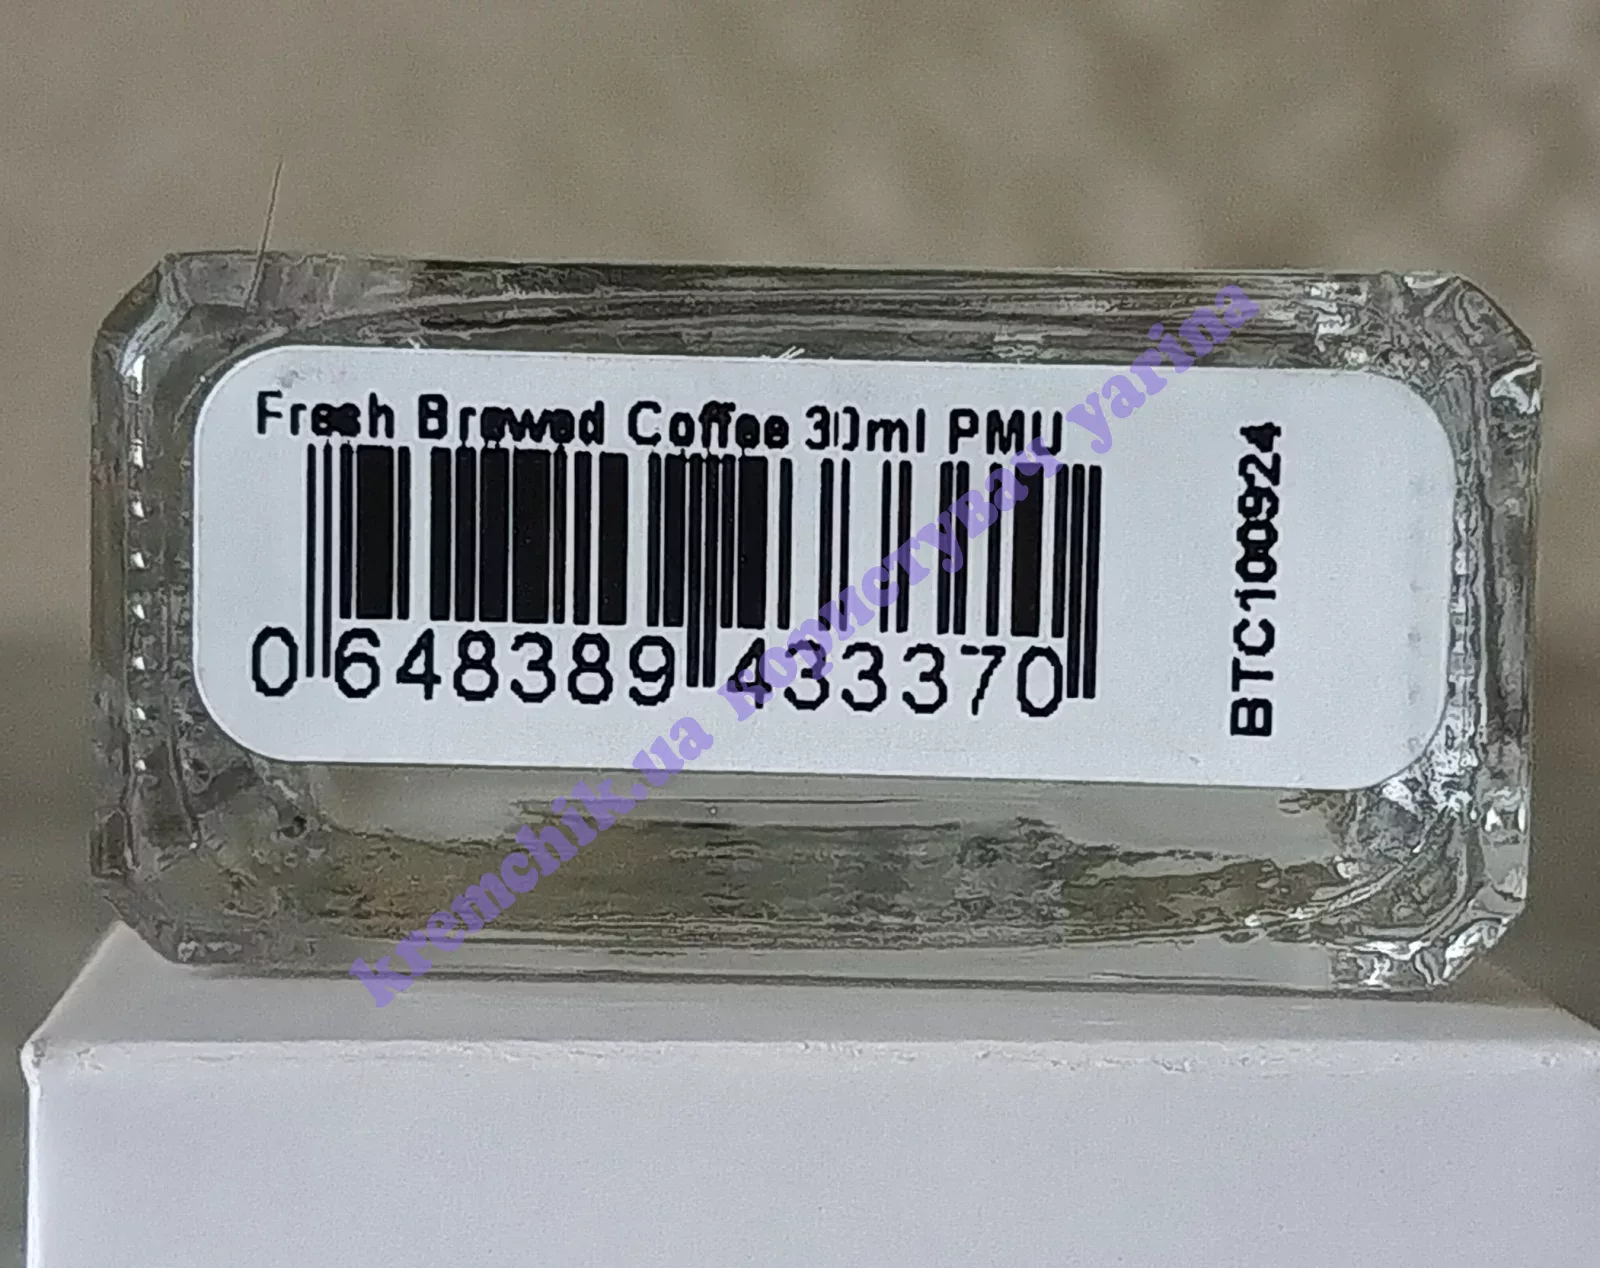 Fresh Brewed Coffee 30ml PMU
0 648389 433370
BTC100924
kremchik.ua користувач yarina